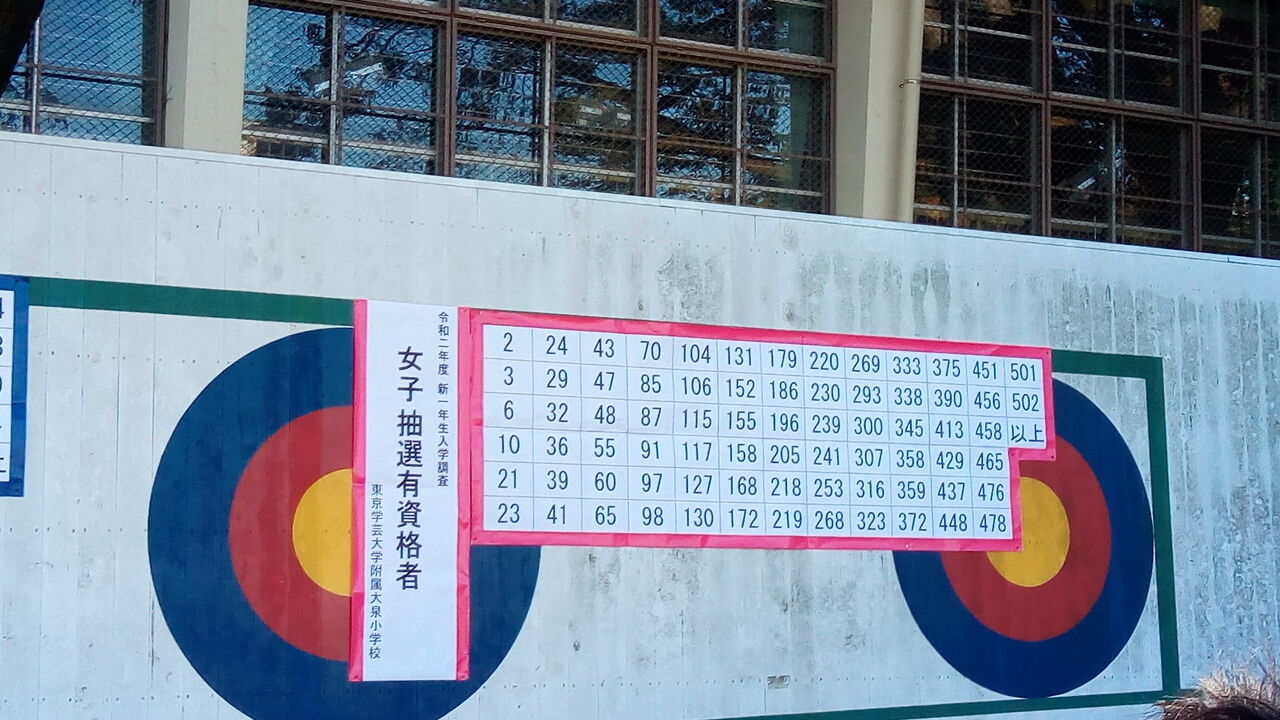 令和二年度 新一年生入学調査
女子 抽選有資格者
東京学芸大学附属大泉小学校
2 24 43 70 104 131 179 220 269 333 375 451 501
3 29 47 85 106 152 186 230 293 338 390 456 502
6 32 48 87 115 155 196 239 300 345 413 458 以上
10 36 55 91 117 158 205 241 307 358 429 465
21 39 60 97 127 168 218 253 316 359 437 476
23 41 65 98 130 172 219 268 323 372 448 478